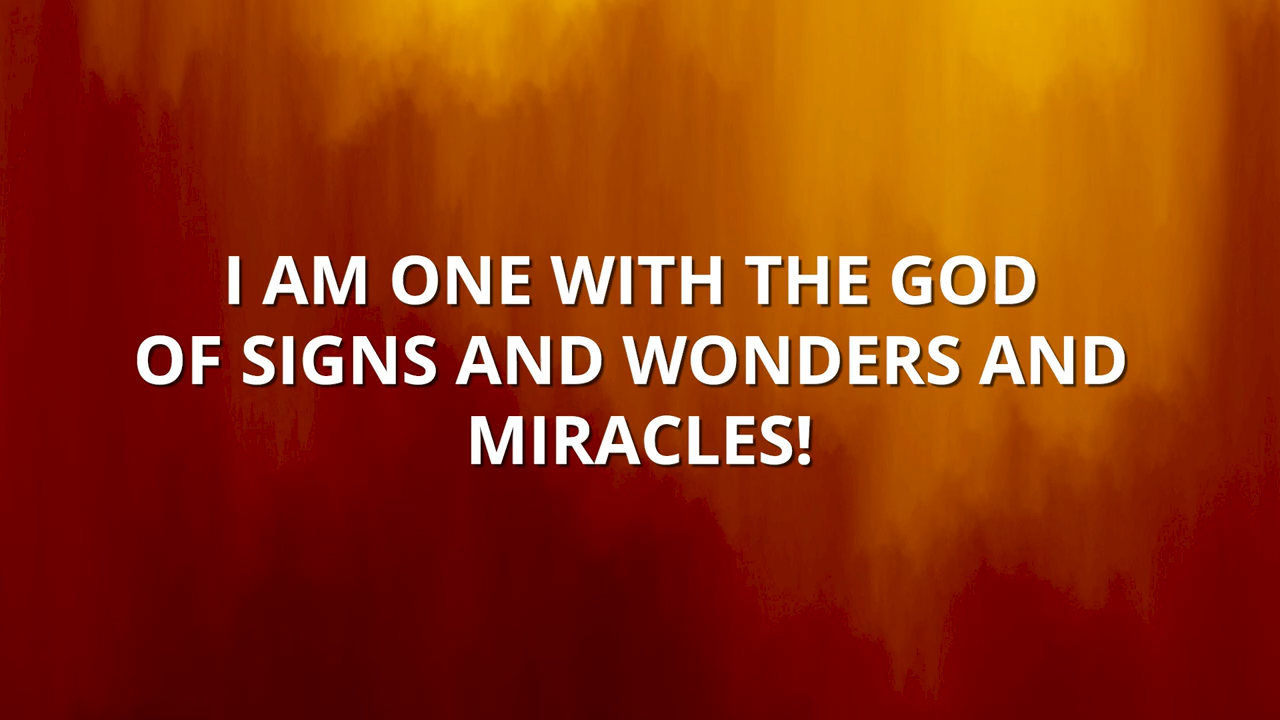 I AM ONE WITH THE GOD
OF SIGNS AND WONDERS AND
MIRACLES!